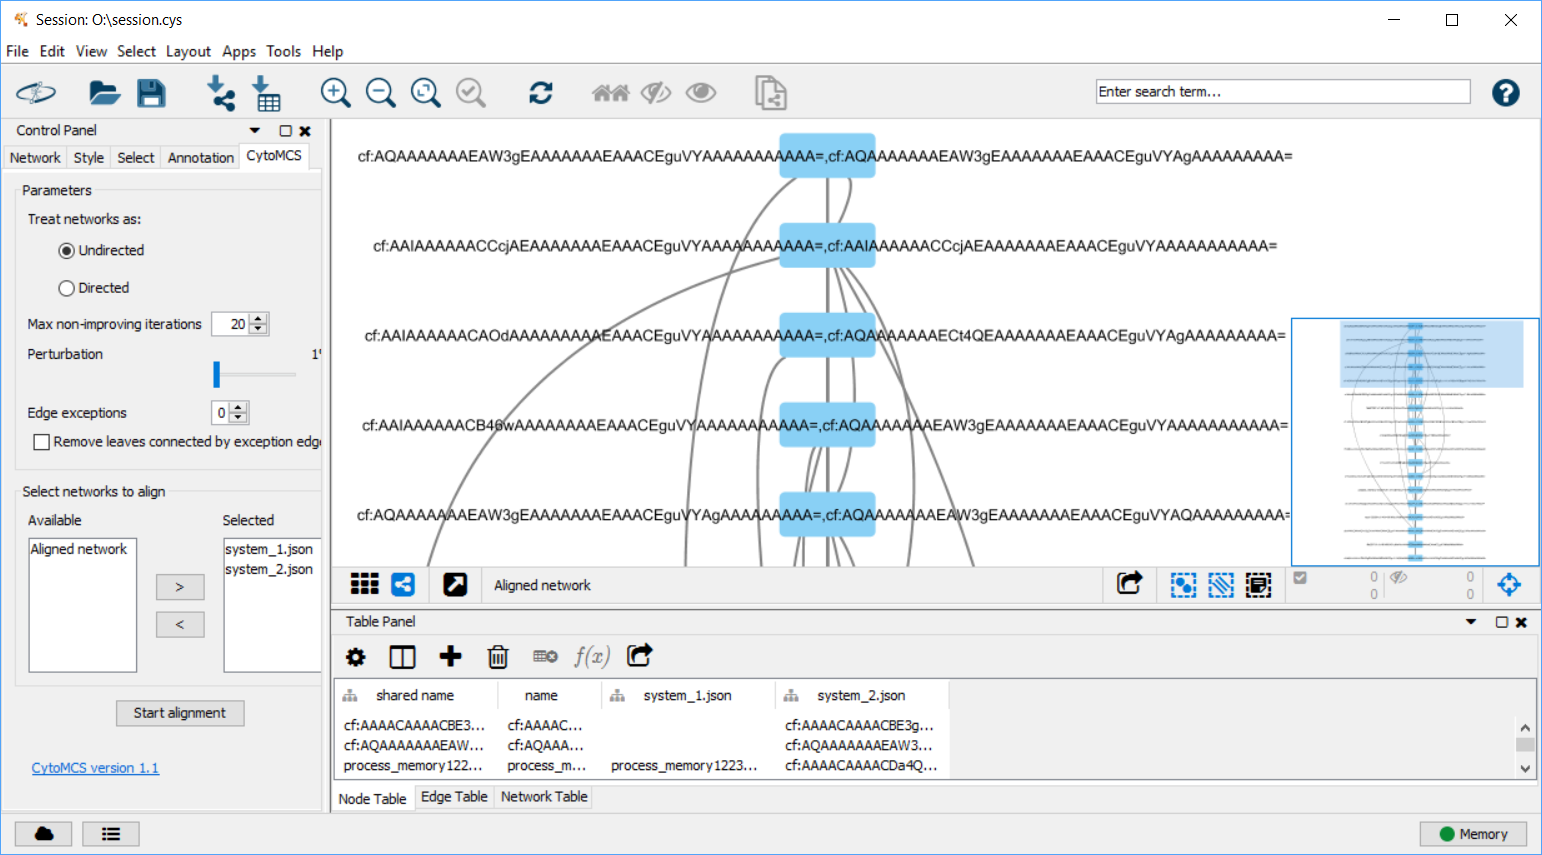 Session: O:\session.cys
File Edit View Select Layout Apps Tools Help
Enter search term...
Control Panel
Network Style Select Annotation CytoMCS
Parameters
Treat networks as:
Undirected
Directed
Max non-improving iterations 20
Perturbation 1
Edge exceptions 0
Remove leaves connected by exception edge
Select networks to align
Available Selected
Aligned network
system_1.json
system_2.json
>
<
Start alignment
CytoMCS version 1.1
cf:AQAAAAAAAEAW3gEAAAAAAAEAAACEguVYAAAAAAAAAAA=,cf:AQAAAAAAAEAW3gEAAAAAAAEAAACEguVYAgAAAAAAAAA=
cf:AAIAAAAAACCcjAEAAAAAAAEAAACEguVYAAAAAAAAAAA=,cf:AAIAAAAAACCcjAEAAAAAAAEAAACEguVYAAAAAAAAAAA=
cf:AAIAAAAAACAOdAAAAAAAAAEAAACEguVYAAAAAAAAAAA=,cf:AQAAAAAAAECt4QEAAAAAAAEAAACEguVYAgAAAAAAAAA=
cf:AAIAAAAAACB46wAAAAAAAAEAAACEguVYAAAAAAAAAAA=,cf:AQAAAAAAAEAW3gEAAAAAAAEAAACEguVYAAAAAAAAAAA=
cf:AQAAAAAAAEAW3gEAAAAAAAEAAACEguVYAgAAAAAAAAA=,cf:AQAAAAAAAEAW3gEAAAAAAAEAAACEguVYAQAAAAAAAAA=
Aligned network
0 0
0 0
Table Panel
f(x)
shared name name system_1.json system_2.json
cf:AAAACAAAACBE3... cf:AAAAC... cf:AAAACAAAACBE3g...
cf:AQAAAAAAAEAW... cf:AQAAA... cf:AQAAAAAAAEAW3...
process_memory122... process_m... process_memory1223... cf:AAAACAAAACDa4Q...
Node Table Edge Table Network Table
Memory